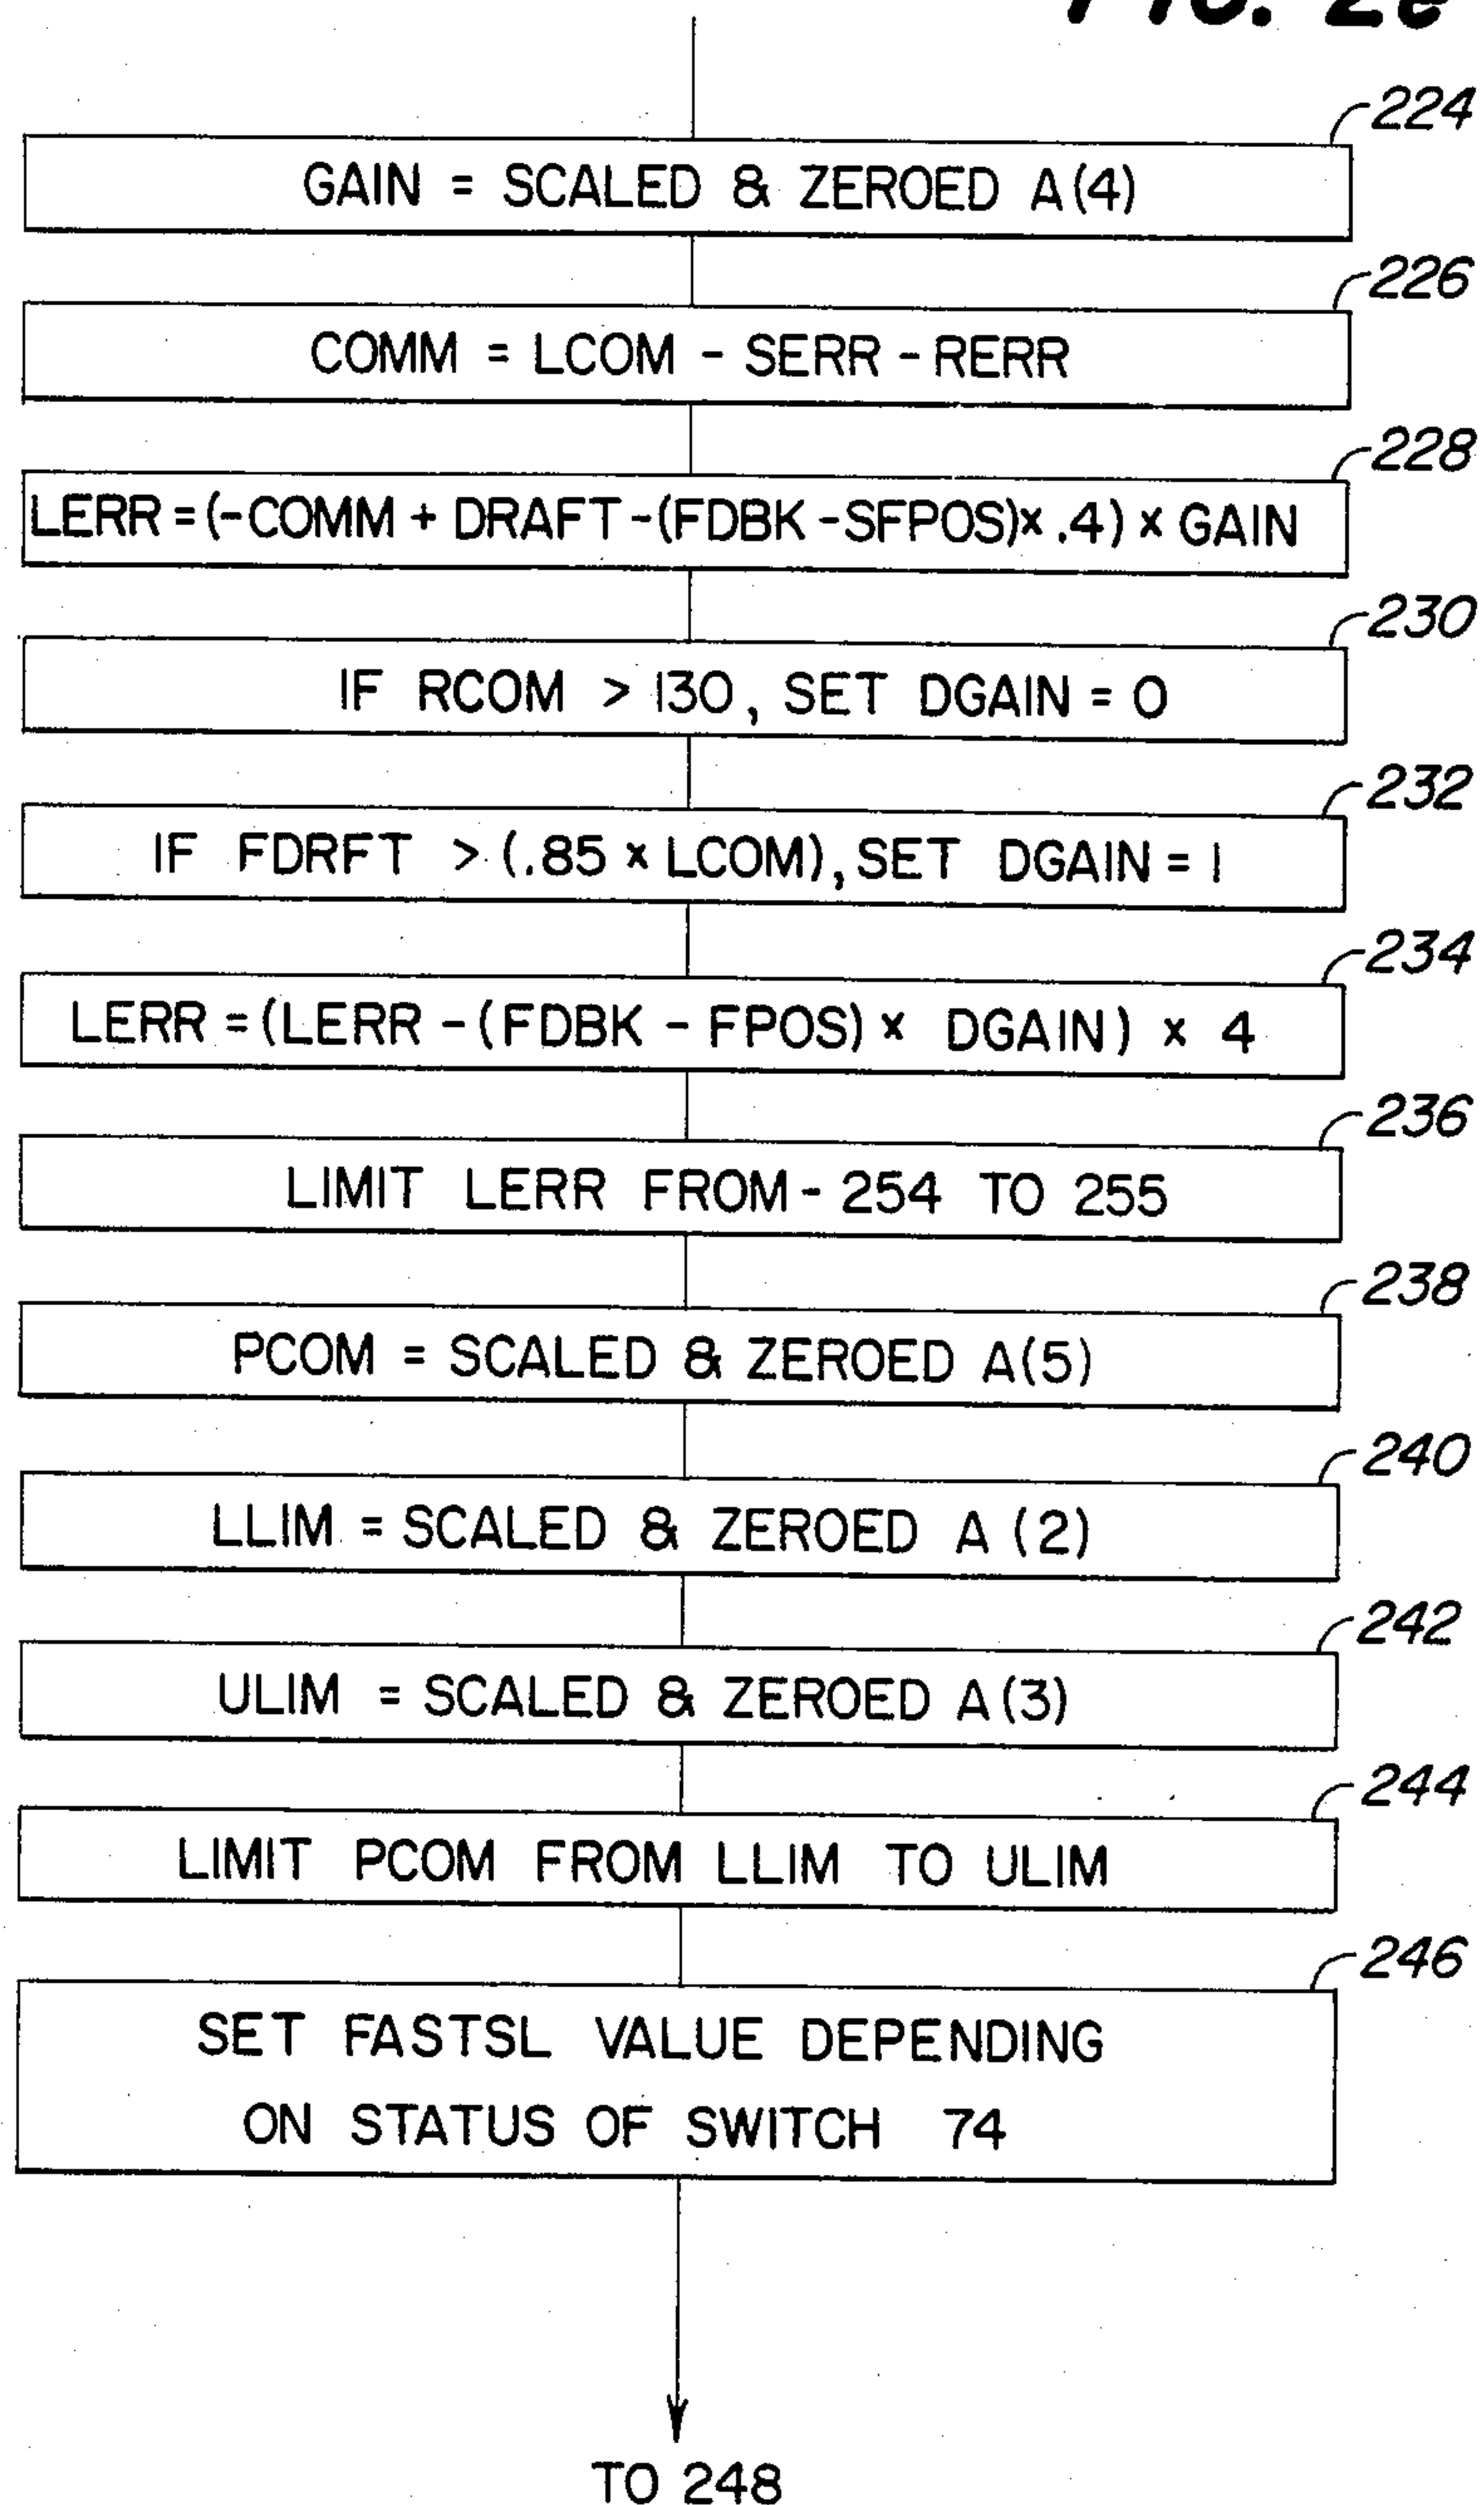 FIG. 2e
224
GAIN = SCALED & ZEROED A(4)
226
COMM = LCOM - SERR - RERR
228
LERR = (-COMM + DRAFT - (FDBK - SFPOS) x .4) x GAIN
230
IF RCOM > 130, SET DGAIN = 0
232
IF FDRFT > (.85 x LCOM), SET DGAIN = 1
234
LERR = (LERR - (FDBK - FPOS) x DGAIN) x 4
236
LIMIT LERR FROM - 254 TO 255
238
PCOM = SCALED & ZEROED A(5)
240
LLIM = SCALED & ZEROED A (2)
242
ULIM = SCALED & ZEROED A(3)
244
LIMIT PCOM FROM LLIM TO ULIM
246
SET FASTSL VALUE DEPENDING
ON STATUS OF SWITCH 74
TO 248